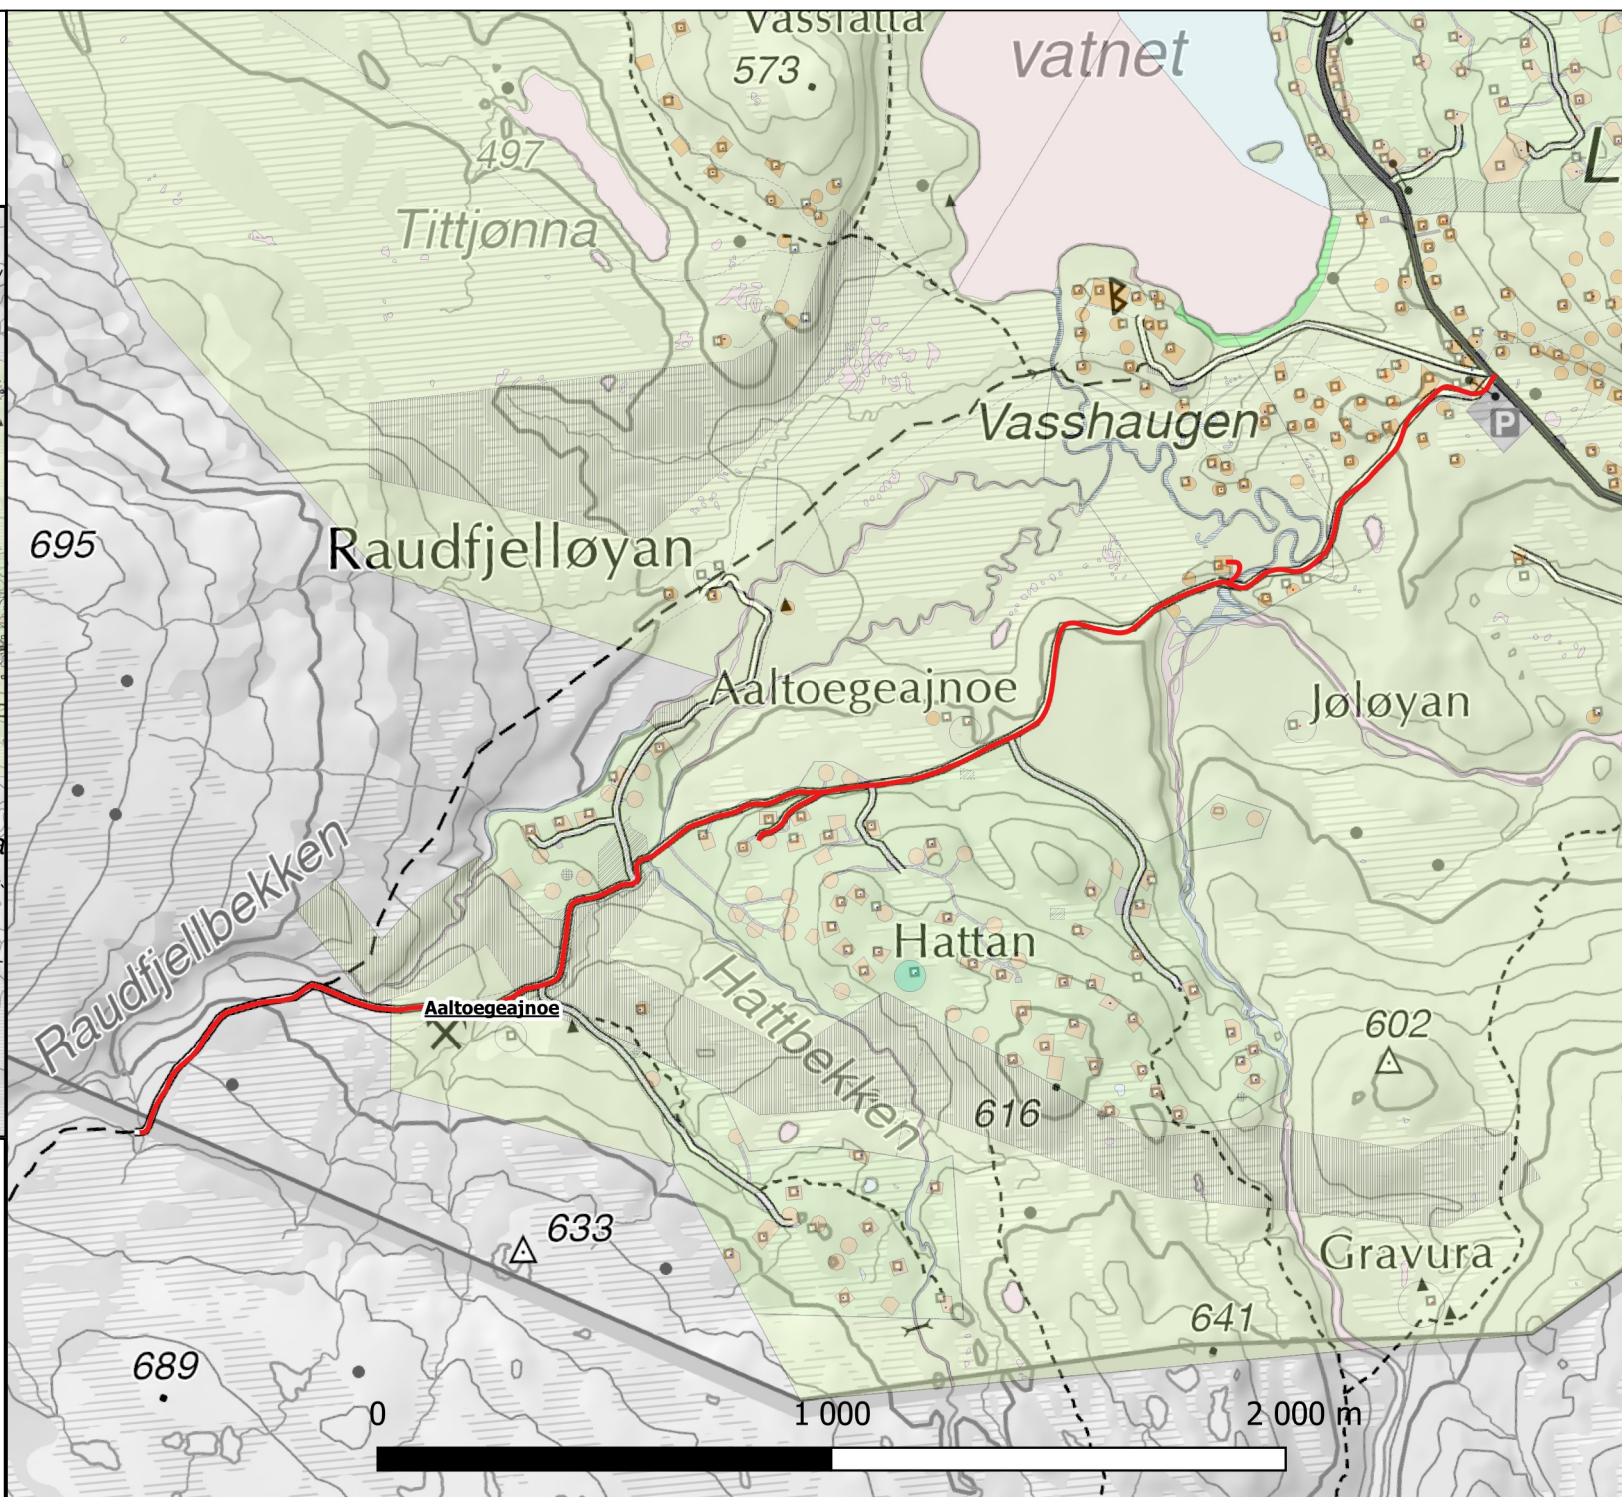 Vassfatta
vatnet
573
497
Tittjønna
P
Vasshaugen
695
Raudfjelløyan
Aaltoegeajnoe
Jøløyan
Raudfjellbekken
Hattan
Aaltoegeajnoe
Hattbekken
602
616
633
Gravura
641
689
0 1 000 2 000 m